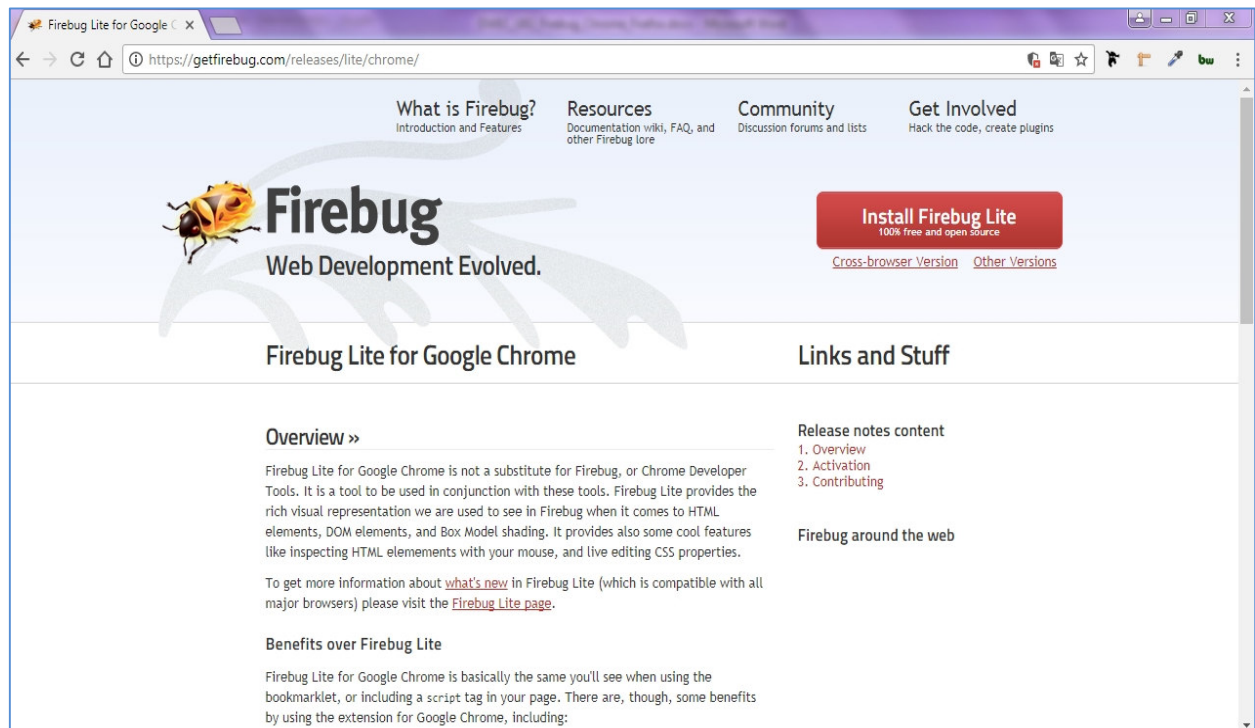 Firebug Lite for Google C
https://getfirebug.com/releases/lite/chrome/
bw
What is Firebug?
Introduction and Features
Resources
Documentation wiki, FAQ, and
other Firebug lore
Community
Discussion forums and lists
Get Involved
Hack the code, create plugins
Firebug
Web Development Evolved.
Install Firebug Lite
100% free and open source
Cross-browser Version Other Versions
Firebug Lite for Google Chrome
Links and Stuff
Overview »
Firebug Lite for Google Chrome is not a substitute for Firebug, or Chrome Developer
Tools. It is a tool to be used in conjunction with these tools. Firebug Lite provides the
rich visual representation we are used to see in Firebug when it comes to HTML
elements, DOM elements, and Box Model shading. It provides also some cool features
like inspecting HTML elemements with your mouse, and live editing CSS properties.
To get more information about what's new in Firebug Lite (which is compatible with all
major browsers) please visit the Firebug Lite page.
Benefits over Firebug Lite
Firebug Lite for Google Chrome is basically the same you'll see when using the
bookmarklet, or including a script tag in your page. There are, though, some benefits
by using the extension for Google Chrome, including:
Release notes content
1. Overview
2. Activation
3. Contributing
Firebug around the web